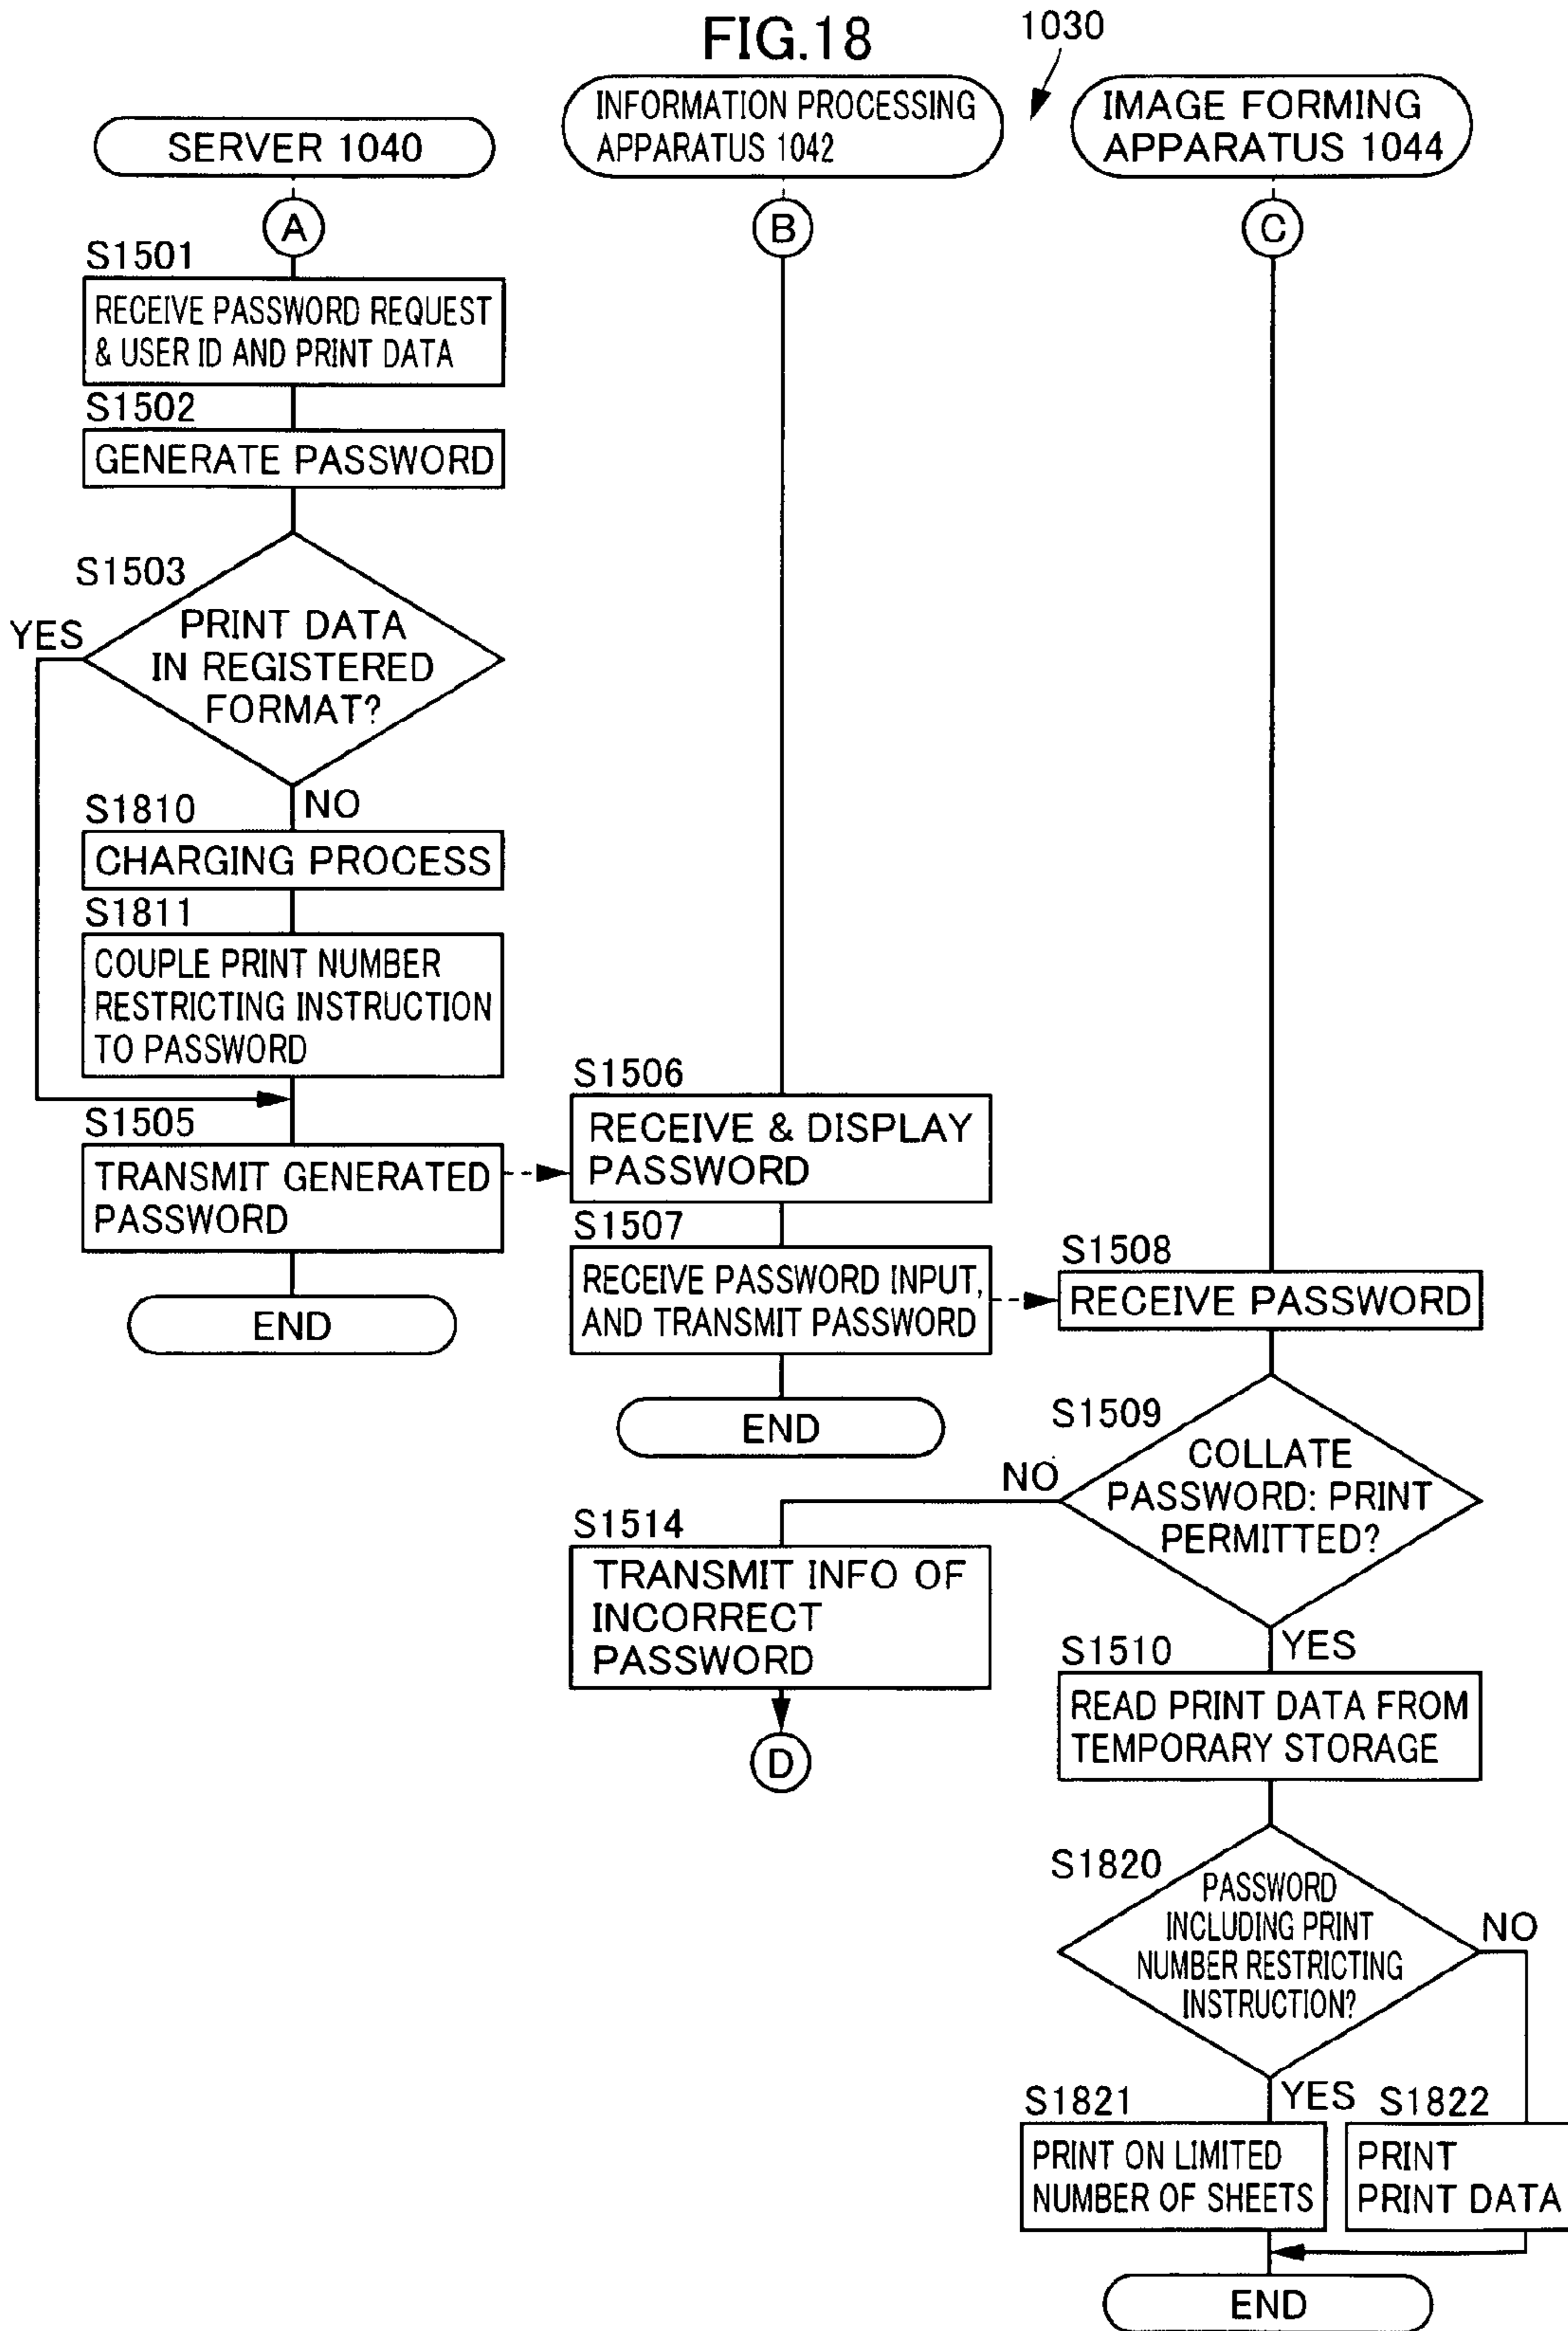 FIG.18
1030
SERVER 1040
INFORMATION PROCESSING
APPARATUS 1042
IMAGE FORMING
APPARATUS 1044
A
B
C
S1501
RECEIVE PASSWORD REQUEST
& USER ID AND PRINT DATA
S1502
GENERATE PASSWORD
S1503
YES
PRINT DATA
IN REGISTERED
FORMAT?
NO
S1810
CHARGING PROCESS
S1811
COUPLE PRINT NUMBER
RESTRICTING INSTRUCTION
TO PASSWORD
S1505
TRANSMIT GENERATED
PASSWORD
END
S1506
RECEIVE & DISPLAY
PASSWORD
S1507
RECEIVE PASSWORD INPUT,
AND TRANSMIT PASSWORD
END
S1508
RECEIVE PASSWORD
S1509
NO
COLLATE
PASSWORD: PRINT
PERMITTED?
YES
S1514
TRANSMIT INFO OF
INCORRECT
PASSWORD
D
S1510
READ PRINT DATA FROM
TEMPORARY STORAGE
S1820
PASSWORD
INCLUDING PRINT
NUMBER RESTRICTING
INSTRUCTION?
NO
YES
S1821
PRINT ON LIMITED
NUMBER OF SHEETS
S1822
PRINT
PRINT DATA
END